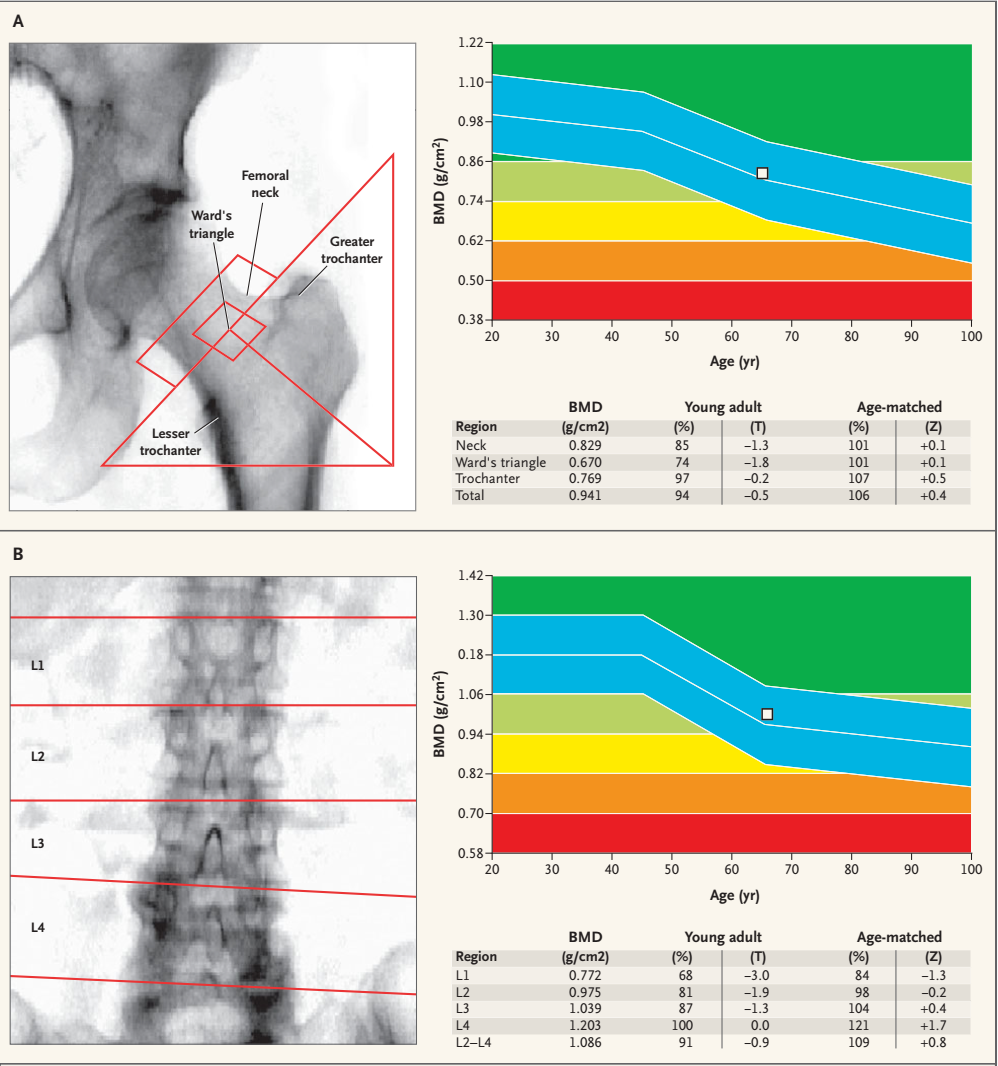 A
Femoral
neck
Ward's
triangle
Greater
trochanter
Lesser
trochanter
BMD (g/cm²)
1.22
1.10
0.98
0.86
0.74
0.62
0.50
0.38
20 30 40 50 60 70 80 90 100
Age (yr)
BMD Young adult Age-matched
Region (g/cm2) (%) (T) (%) (Z)
Neck 0.829 85 –1.3 101 +0.1
Ward's triangle 0.670 74 –1.8 101 +0.1
Trochanter 0.769 97 –0.2 107 +0.5
Total 0.941 94 –0.5 106 +0.4
B
L1
L2
L3
L4
BMD (g/cm²)
1.42
1.30
0.18
1.06
0.94
0.82
0.70
0.58
20 30 40 50 60 70 80 90 100
Age (yr)
BMD Young adult Age-matched
Region (g/cm2) (%) (T) (%) (Z)
L1 0.772 68 –3.0 84 –1.3
L2 0.975 81 –1.9 98 –0.2
L3 1.039 87 –1.3 104 +0.4
L4 1.203 100 0.0 121 +1.7
L2–L4 1.086 91 –0.9 109 +0.8